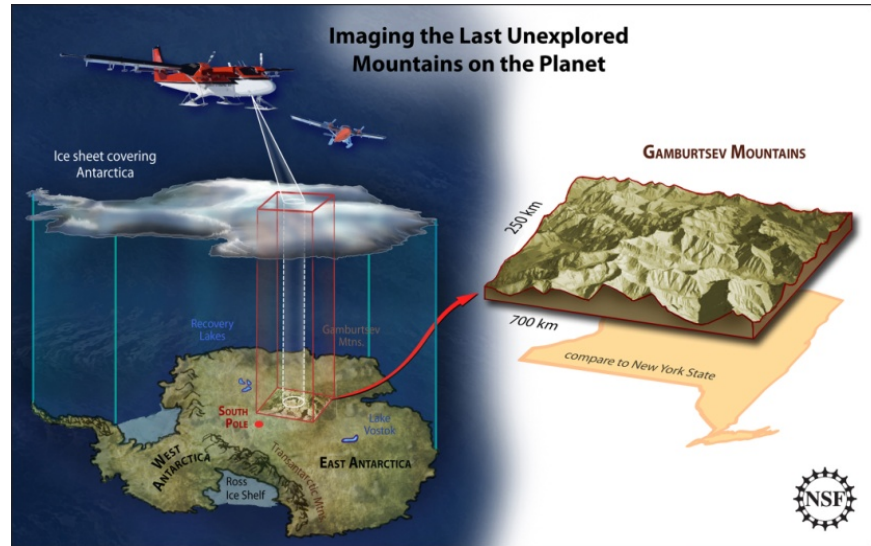 Imaging the Last Unexplored
Mountains on the Planet
Ice sheet covering
Antarctica
GAMBURTSEV MOUNTAINS
250 km
700 km
compare to New York State
Recovery
Lakes
Gamburtsev
Mtns.
SOUTH
POLE
Lake
Vostok
WEST
ANTARCTICA
EAST ANTARCTICA
Transantarctic Mtns.
Ross
Ice Shelf
NSF